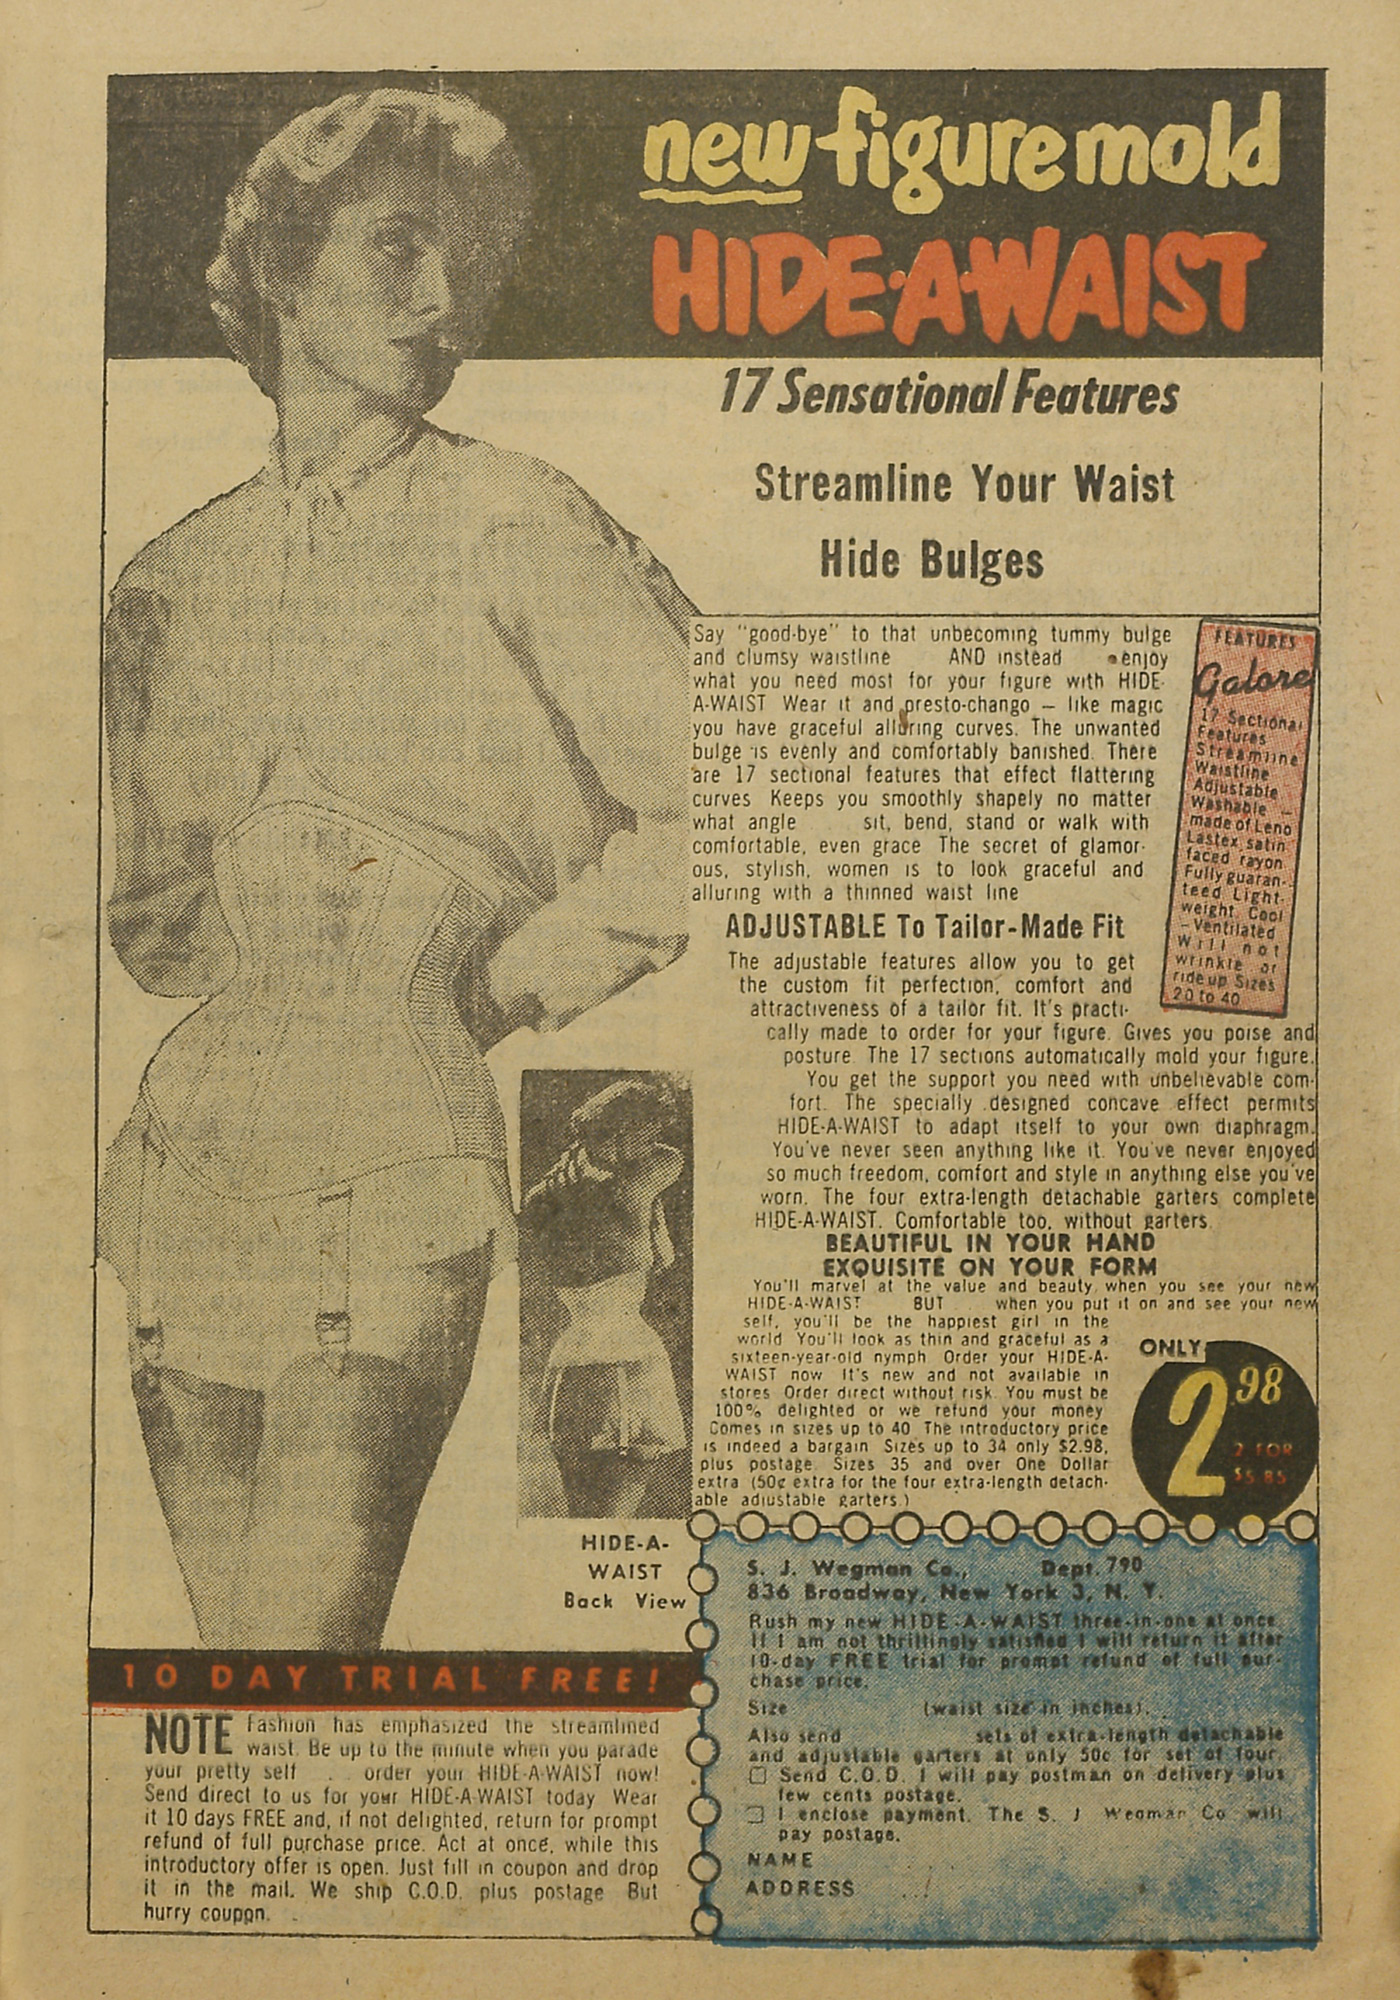 new figure mold
HIDE-A-WAIST
17 Sensational Features
Streamline Your Waist
Hide Bulges
Say "good-bye" to that unbecoming tummy bulge
and clumsy waistline AND instead enjoy
what you need most for your figure with HIDE-
A-WAIST Wear it and presto-chango — like magic
you have graceful alluring curves. The unwanted
bulge is evenly and comfortably banished. There
are 17 sectional features that effect flattering
curves Keeps you smoothly shapely no matter
what angle sit, bend, stand or walk with
comfortable, even grace The secret of glamor-
ous, stylish, women is to look graceful and
alluring with a thinned waist line
FEATURES
Galore
17 Sectional
Features
Streamline
Waistline
Adjustable
Washable —
made of Leno
Lastex satin
faced rayon
Fully guaran-
teed Light-
weight Cool
-Ventilated
Will not
wrinkle or
ride up Sizes
20 to 40
ADJUSTABLE To Tailor-Made Fit
The adjustable features allow you to get
the custom fit perfection, comfort and
attractiveness of a tailor fit. It's practi-
cally made to order for your figure. Gives you poise and
posture The 17 sections automatically mold your figure.
You get the support you need with unbelievable com-
fort. The specially designed concave effect permits
HIDE-A-WAIST to adapt itself to your own diaphragm.
You've never seen anything like it. You've never enjoyed
so much freedom, comfort and style in anything else you've
worn. The four extra-length detachable garters complete
HIDE-A-WAIST. Comfortable too, without garters.
BEAUTIFUL IN YOUR HAND
EXQUISITE ON YOUR FORM
You'll marvel at the value and beauty when you see your new
HIDE-A-WAIST BUT when you put it on and see your new
self, you'll be the happiest girl in the
world You'll look as thin and graceful as a
sixteen-year-old nymph Order your HIDE-A-
WAIST now It's new and not available in
stores Order direct without risk. You must be
100% delighted or we refund your money
Comes in sizes up to 40 The introductory price
is indeed a bargain Sizes up to 34 only $2.98,
plus postage Sizes 35 and over One Dollar
extra (50¢ extra for the four extra-length detach-
able adjustable garters.)
ONLY
2.98
2 FOR
$5.85
HIDE-A-
WAIST
Back View
10 DAY TRIAL FREE!
NOTE Fashion has emphasized the streamlined
waist. Be up to the minute when you parade
your pretty self . . order your HIDE-A-WAIST now!
Send direct to us for your HIDE-A-WAIST today Wear
it 10 days FREE and, if not delighted, return for prompt
refund of full purchase price. Act at once, while this
introductory offer is open. Just fill in coupon and drop
it in the mail. We ship C.O.D. plus postage But
hurry coupon.
S. J. Wegman Co., Dept. 790
836 Broadway, New York 3, N. Y.
Rush my new HIDE-A-WAIST three-in-one at once.
If I am not thrillingly satisfied I will return it after
10-day FREE trial for prompt refund of full pur-
chase price.
Size (waist size in inches).
Also send sets of extra-length detachable
and adjustable garters at only 50c for set of four.
☐ Send C.O.D. I will pay postman on delivery plus
few cents postage.
☐ I enclose payment. The S. J Wegman Co will
pay postage.
NAME
ADDRESS